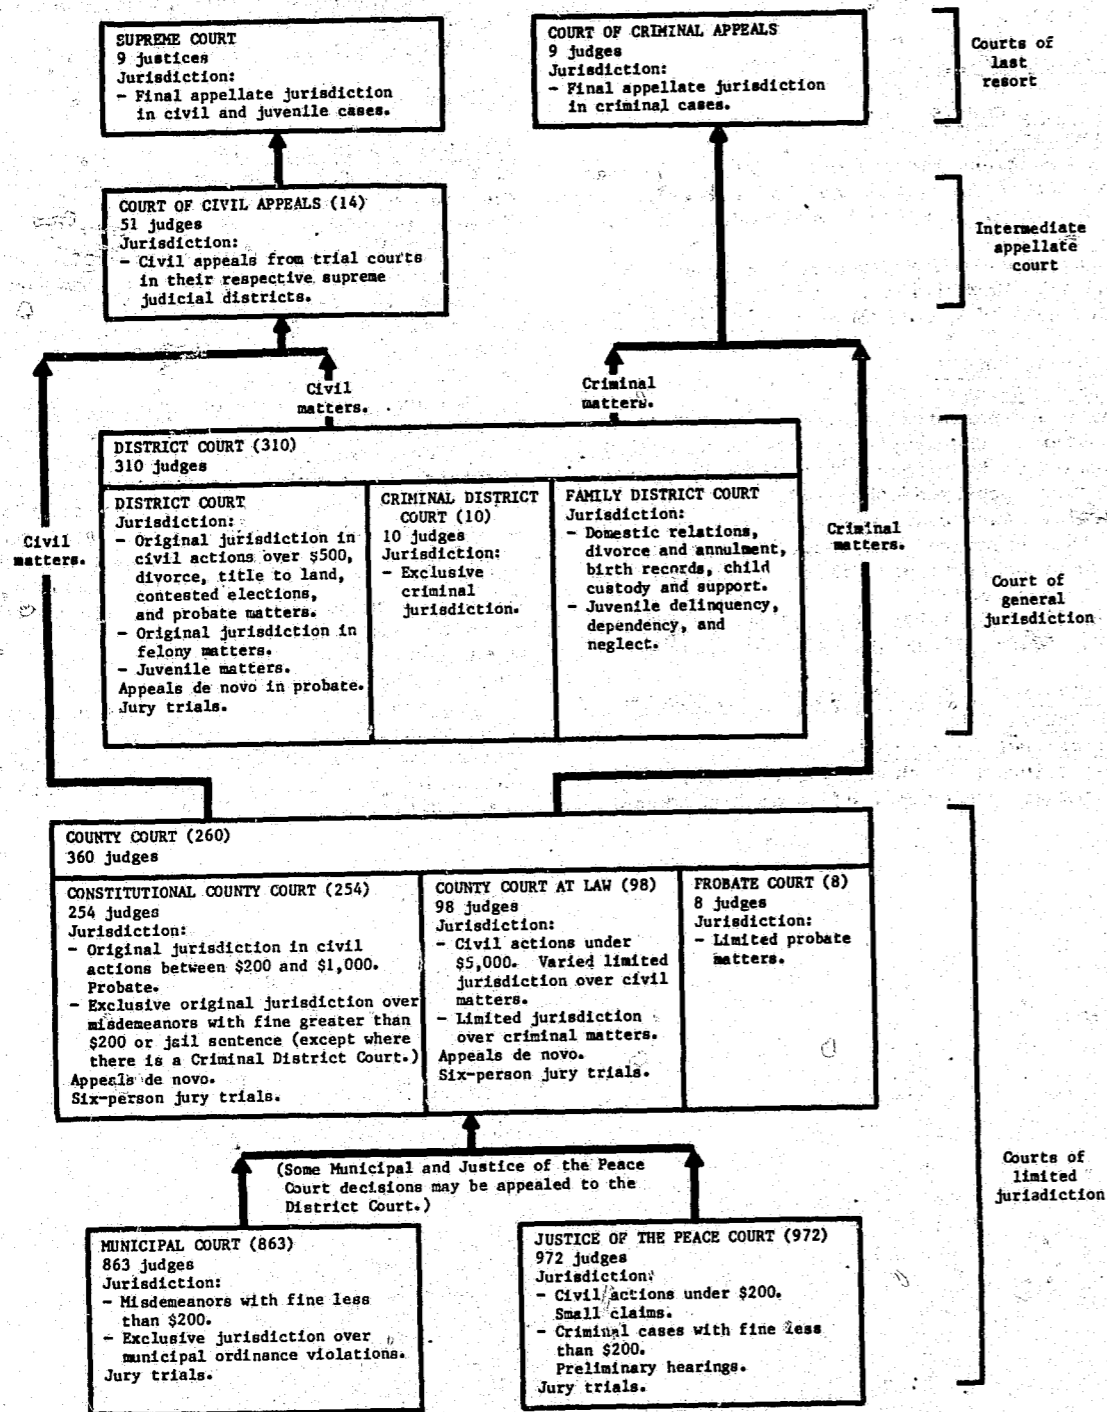 SUPREME COURT
9 justices
Jurisdiction:
- Final appellate jurisdiction
in civil and juvenile cases.
COURT OF CRIMINAL APPEALS
9 judges
Jurisdiction:
- Final appellate jurisdiction
in criminal cases.
Courts of
last
resort
COURT OF CIVIL APPEALS (14)
51 judges
Jurisdiction:
- Civil appeals from trial courts
in their respective supreme
judicial districts.
Intermediate
appellate
court
Civil
matters.
Criminal
matters.
DISTRICT COURT (310)
310 judges
DISTRICT COURT
Jurisdiction:
- Original jurisdiction in
civil actions over $500,
divorce, title to land,
contested elections,
and probate matters.
- Original jurisdiction in
felony matters.
- Juvenile matters.
Appeals de novo in probate.
Jury trials.
CRIMINAL DISTRICT
COURT (10)
10 judges
Jurisdiction:
- Exclusive
criminal
jurisdiction.
FAMILY DISTRICT COURT
Jurisdiction:
- Domestic relations,
divorce and annulment,
birth records, child
custody and support.
- Juvenile delinquency,
dependency, and
neglect.
Civil
matters.
Criminal
matters.
Court of
general
jurisdiction
COUNTY COURT (260)
360 judges
CONSTITUTIONAL COUNTY COURT (254)
254 judges
Jurisdiction:
- Original jurisdiction in civil
actions between $200 and $1,000.
Probate.
- Exclusive original jurisdiction over
misdemeanors with fine greater than
$200 or jail sentence (except where
there is a Criminal District Court.)
Appeals de novo.
Six-person jury trials.
COUNTY COURT AT LAW (98)
98 judges
Jurisdiction:
- Civil actions under
$5,000. Varied limited
jurisdiction over civil
matters.
- Limited jurisdiction
over criminal matters.
Appeals de novo.
Six-person jury trials.
PROBATE COURT (8)
8 judges
Jurisdiction:
- Limited probate
matters.
(Some Municipal and Justice of the Peace
Court decisions may be appealed to the
District Court.)
Courts of
limited
jurisdiction
MUNICIPAL COURT (863)
863 judges
Jurisdiction:
- Misdemeanors with fine less
than $200.
- Exclusive jurisdiction over
municipal ordinance violations.
Jury trials.
JUSTICE OF THE PEACE COURT (972)
972 judges
Jurisdiction:
- Civil actions under $200.
Small claims.
- Criminal cases with fine less
than $200.
Preliminary hearings.
Jury trials.